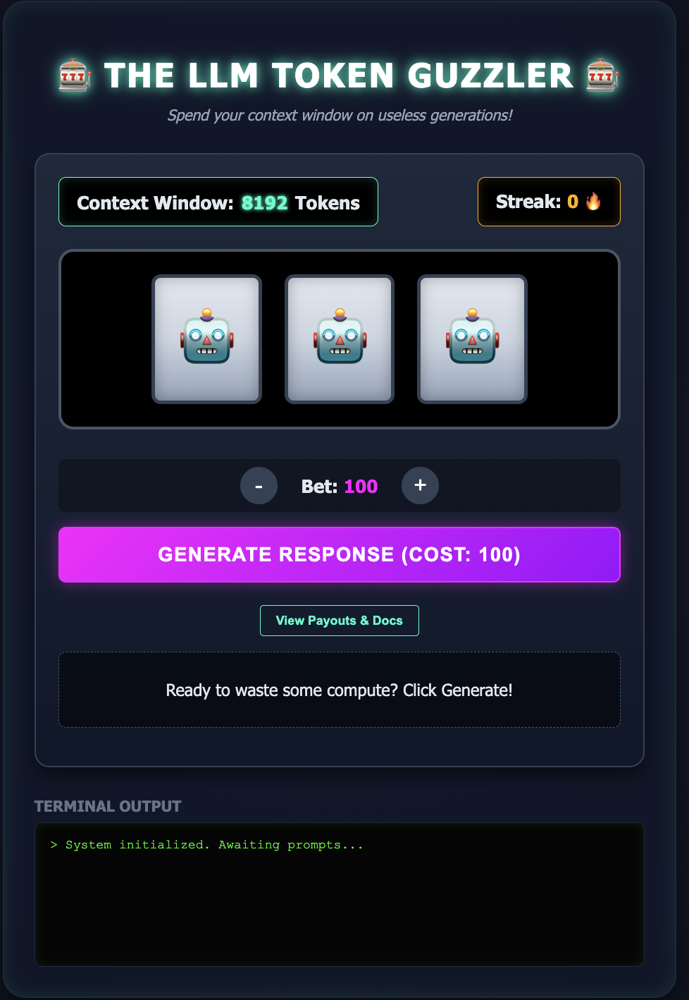 THE LLM TOKEN GUZZLER
Spend your context window on useless generations!
Context Window: 8192 Tokens
Streak: 0 🔥
- Bet: 100 +
GENERATE RESPONSE (COST: 100)
View Payouts & Docs
Ready to waste some compute? Click Generate!
TERMINAL OUTPUT
> System initialized. Awaiting prompts...